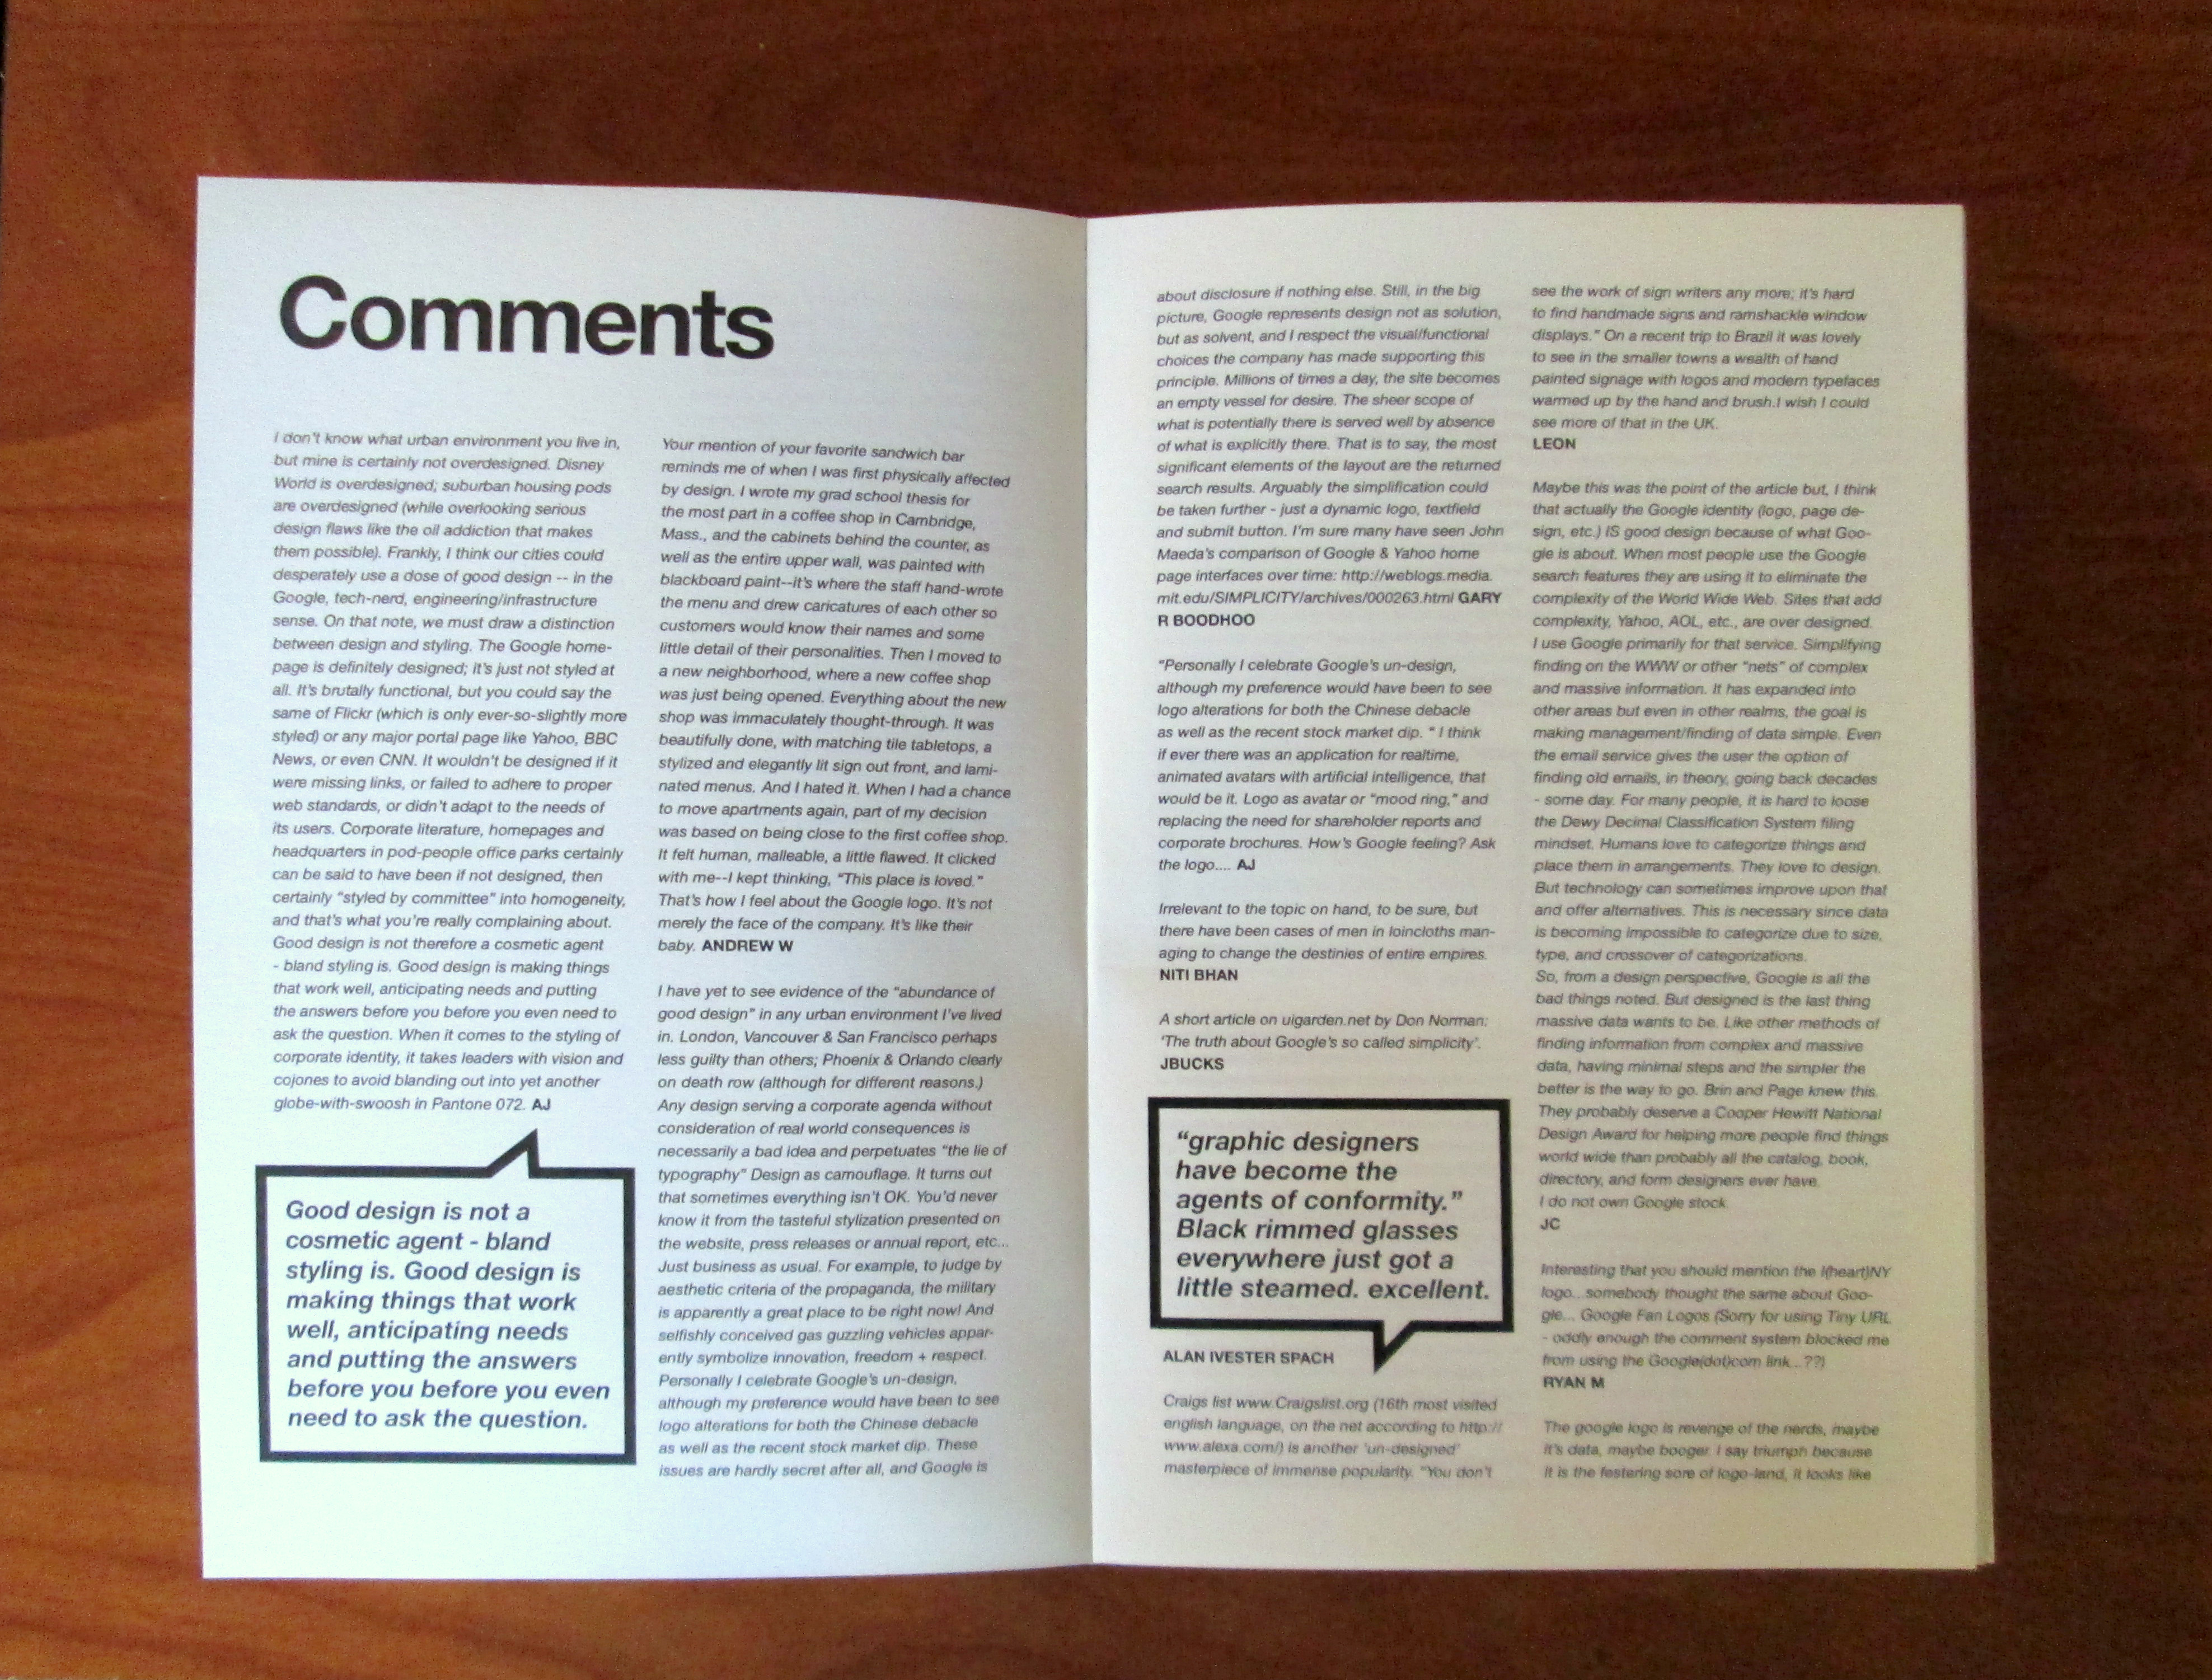 Comments
I don't know what urban environment you live in,
but mine is certainly not overdesigned. Disney
World is overdesigned; suburban housing pods
are overdesigned (while overlooking serious
design flaws like the oil addiction that makes
them possible). Frankly, I think our cities could
desperately use a dose of good design -- in the
Google, tech-nerd, engineering/infrastructure
sense. On that note, we must draw a distinction
between design and styling. The Google home-
page is definitely designed; it's just not styled at
all. It's brutally functional, but you could say the
same of Flickr (which is only ever-so-slightly more
styled) or any major portal page like Yahoo, BBC
News, or even CNN. It wouldn't be designed if it
were missing links, or failed to adhere to proper
web standards, or didn't adapt to the needs of
its users. Corporate literature, homepages and
headquarters in pod-people office parks certainly
can be said to have been if not designed, then
certainly "styled by committee" into homogeneity,
and that's what you're really complaining about.
Good design is not therefore a cosmetic agent
- bland styling is. Good design is making things
that work well, anticipating needs and putting
the answers before you before you even need to
ask the question. When it comes to the styling of
corporate identity, it takes leaders with vision and
cojones to avoid blanding out into yet another
globe-with-swoosh in Pantone 072. AJ
Good design is not a
cosmetic agent - bland
styling is. Good design is
making things that work
well, anticipating needs
and putting the answers
before you before you even
need to ask the question.
Your mention of your favorite sandwich bar
reminds me of when I was first physically affected
by design. I wrote my grad school thesis for
the most part in a coffee shop in Cambridge,
Mass., and the cabinets behind the counter, as
well as the entire upper wall, was painted with
blackboard paint--it's where the staff hand-wrote
the menu and drew caricatures of each other so
customers would know their names and some
little detail of their personalities. Then I moved to
a new neighborhood, where a new coffee shop
was just being opened. Everything about the new
shop was immaculately thought-through. It was
beautifully done, with matching tile tabletops, a
stylized and elegantly lit sign out front, and lami-
nated menus. And I hated it. When I had a chance
to move apartments again, part of my decision
was based on being close to the first coffee shop.
It felt human, malleable, a little flawed. It clicked
with me--I kept thinking, "This place is loved."
That's how I feel about the Google logo. It's not
merely the face of the company. It's like their
baby. ANDREW W
I have yet to see evidence of the "abundance of
good design" in any urban environment I've lived
in. London, Vancouver & San Francisco perhaps
less guilty than others; Phoenix & Orlando clearly
on death row (although for different reasons.)
Any design serving a corporate agenda without
consideration of real world consequences is
necessarily a bad idea and perpetuates "the lie of
typography" Design as camouflage. It turns out
that sometimes everything isn't OK. You'd never
know it from the tasteful stylization presented on
the website, press releases or annual report, etc...
Just business as usual. For example, to judge by
aesthetic criteria of the propaganda, the military
is apparently a great place to be right now! And
selfishly conceived gas guzzling vehicles appar-
ently symbolize innovation, freedom + respect.
Personally I celebrate Google's un-design,
although my preference would have been to see
logo alterations for both the Chinese debacle
as well as the recent stock market dip. These
issues are hardly secret after all, and Google is
about disclosure if nothing else. Still, in the big
picture, Google represents design not as solution,
but as solvent, and I respect the visual/functional
choices the company has made supporting this
principle. Millions of times a day, the site becomes
an empty vessel for desire. The sheer scope of
what is potentially there is served well by absence
of what is explicitly there. That is to say, the most
significant elements of the layout are the returned
search results. Arguably the simplification could
be taken further - just a dynamic logo, textfield
and submit button. I'm sure many have seen John
Maeda's comparison of Google & Yahoo home
page interfaces over time: http://weblogs.media.
mit.edu/SIMPLICITY/archives/000263.html GARY
R BOODHOO
"Personally I celebrate Google's un-design,
although my preference would have been to see
logo alterations for both the Chinese debacle
as well as the recent stock market dip. " I think
if ever there was an application for realtime,
animated avatars with artificial intelligence, that
would be it. Logo as avatar or "mood ring," and
replacing the need for shareholder reports and
corporate brochures. How's Google feeling? Ask
the logo.... AJ
Irrelevant to the topic on hand, to be sure, but
there have been cases of men in loincloths man-
aging to change the destinies of entire empires.
NITI BHAN
A short article on uigarden.net by Don Norman:
'The truth about Google's so called simplicity'.
JBUCKS
"graphic designers
have become the
agents of conformity."
Black rimmed glasses
everywhere just got a
little steamed. excellent.
ALAN IVESTER SPACH
Craigs list www.Craigslist.org (16th most visited
english language, on the net according to http://
www.alexa.com/) is another 'un-designed'
masterpiece of immense popularity. "You don't
see the work of sign writers any more; it's hard
to find handmade signs and ramshackle window
displays." On a recent trip to Brazil it was lovely
to see in the smaller towns a wealth of hand
painted signage with logos and modern typefaces
warmed up by the hand and brush.I wish I could
see more of that in the UK.
LEON
Maybe this was the point of the article but, I think
that actually the Google identity (logo, page de-
sign, etc.) IS good design because of what Goo-
gle is about. When most people use the Google
search features they are using it to eliminate the
complexity of the World Wide Web. Sites that add
complexity, Yahoo, AOL, etc., are over designed.
I use Google primarily for that service. Simplifying
finding on the WWW or other "nets" of complex
and massive information. It has expanded into
other areas but even in other realms, the goal is
making management/finding of data simple. Even
the email service gives the user the option of
finding old emails, in theory, going back decades
- some day. For many people, it is hard to loose
the Dewy Decimal Classification System filing
mindset. Humans love to categorize things and
place them in arrangements. They love to design.
But technology can sometimes improve upon that
and offer alternatives. This is necessary since data
is becoming impossible to categorize due to size,
type, and crossover of categorizations.
So, from a design perspective, Google is all the
bad things noted. But designed is the last thing
massive data wants to be. Like other methods of
finding information from complex and massive
data, having minimal steps and the simpler the
better is the way to go. Brin and Page knew this.
They probably deserve a Cooper Hewitt National
Design Award for helping more people find things
world wide than probably all the catalog, book,
directory, and form designers ever have.
I do not own Google stock.
JC
Interesting that you should mention the I(heart)NY
logo...somebody thought the same about Goo-
gle... Google Fan Logos (Sorry for using Tiny URL
- oddly enough the comment system blocked me
from using the Google(dot)com link...??)
RYAN M
The google logo is revenge of the nerds, maybe
it's data, maybe booger. I say triumph because
it is the festering sore of logo-land, it looks like